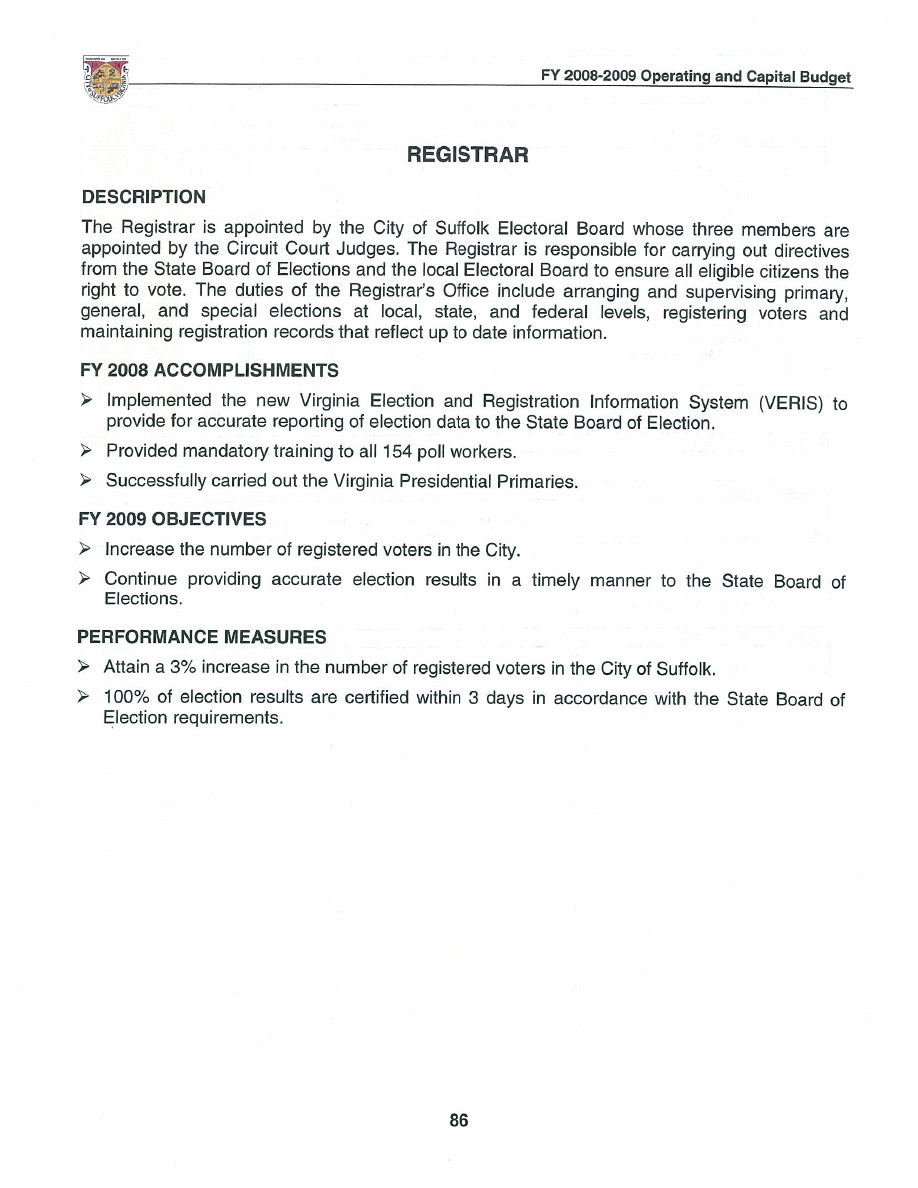 FY 2008-2009 Operating and Capital Budget
REGISTRAR
DESCRIPTION
The Registrar is appointed by the City of Suffolk Electoral Board whose three members are
appointed by the Circuit Court Judges. The Registrar is responsible for carrying out directives
from the State Board of Elections and the local Electoral Board to ensure all eligible citizens the
right to vote. The duties of the Registrar's Office include arranging and supervising primary,
general, and special elections at local, state, and federal levels, registering voters and
maintaining registration records that reflect up to date information.
FY 2008 ACCOMPLISHMENTS
➢ Implemented the new Virginia Election and Registration Information System (VERIS) to
provide for accurate reporting of election data to the State Board of Election.
➢ Provided mandatory training to all 154 poll workers.
➢ Successfully carried out the Virginia Presidential Primaries.
FY 2009 OBJECTIVES
➢ Increase the number of registered voters in the City.
➢ Continue providing accurate election results in a timely manner to the State Board of
Elections.
PERFORMANCE MEASURES
➢ Attain a 3% increase in the number of registered voters in the City of Suffolk.
➢ 100% of election results are certified within 3 days in accordance with the State Board of
Election requirements.
86